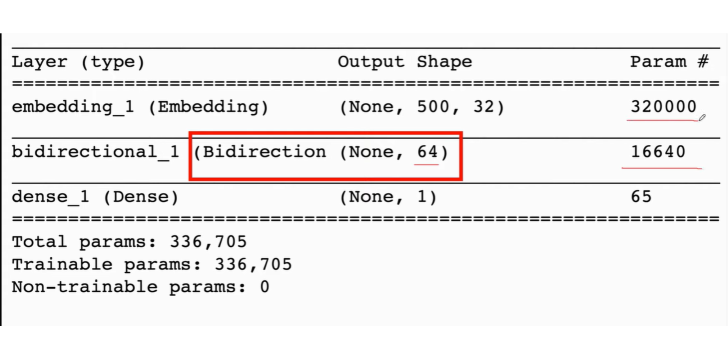 Layer (type) Output Shape Param #
embedding_1 (Embedding) (None, 500, 32) 320000
bidirectional_1 (Bidirection (None, 64) 16640
dense_1 (Dense) (None, 1) 65
Total params: 336,705
Trainable params: 336,705
Non-trainable params: 0